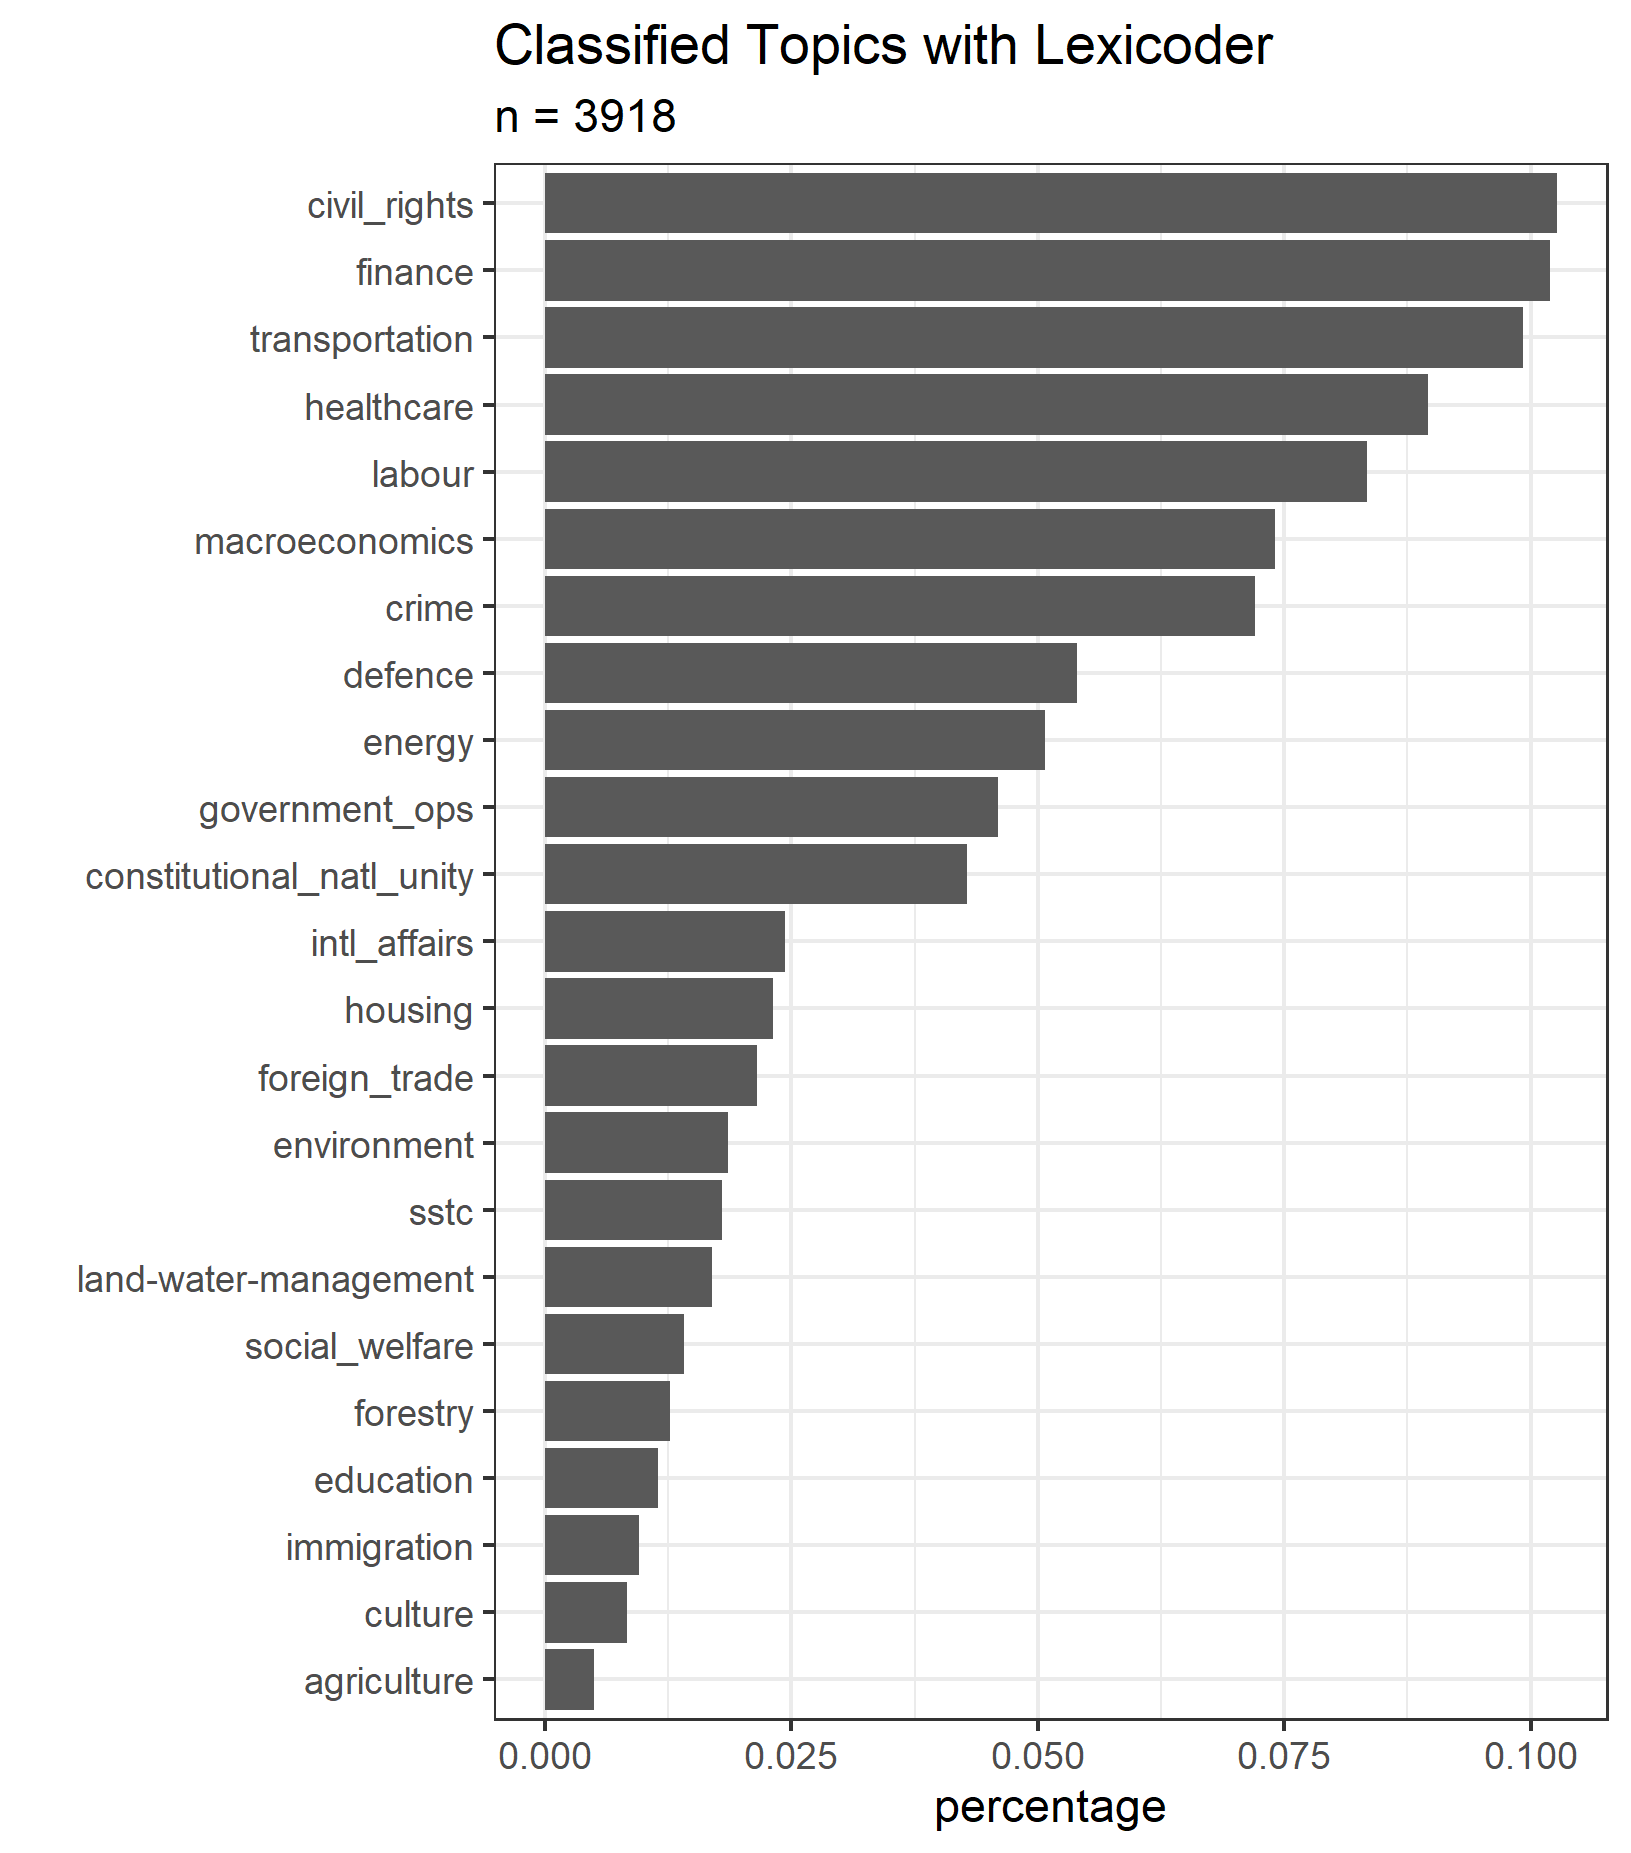 Classified Topics with Lexicoder
n = 3918
civil_rights
finance
transportation
healthcare
labour
macroeconomics
crime
defence
energy
government_ops
constitutional_natl_unity
intl_affairs
housing
foreign_trade
environment
sstc
land-water-management
social_welfare
forestry
education
immigration
culture
agriculture
0.000 0.025 0.050 0.075 0.100
percentage